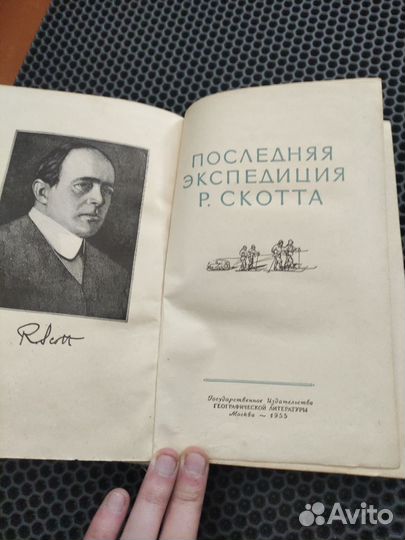 R Scott
ПОСЛЕДНЯЯ
ЭКСПЕДИЦИЯ
Р. СКОТТА
Государственное Издательство
ГЕОГРАФИЧЕСКОЙ ЛИТЕРАТУРЫ
Москва ~ 1955
Avito